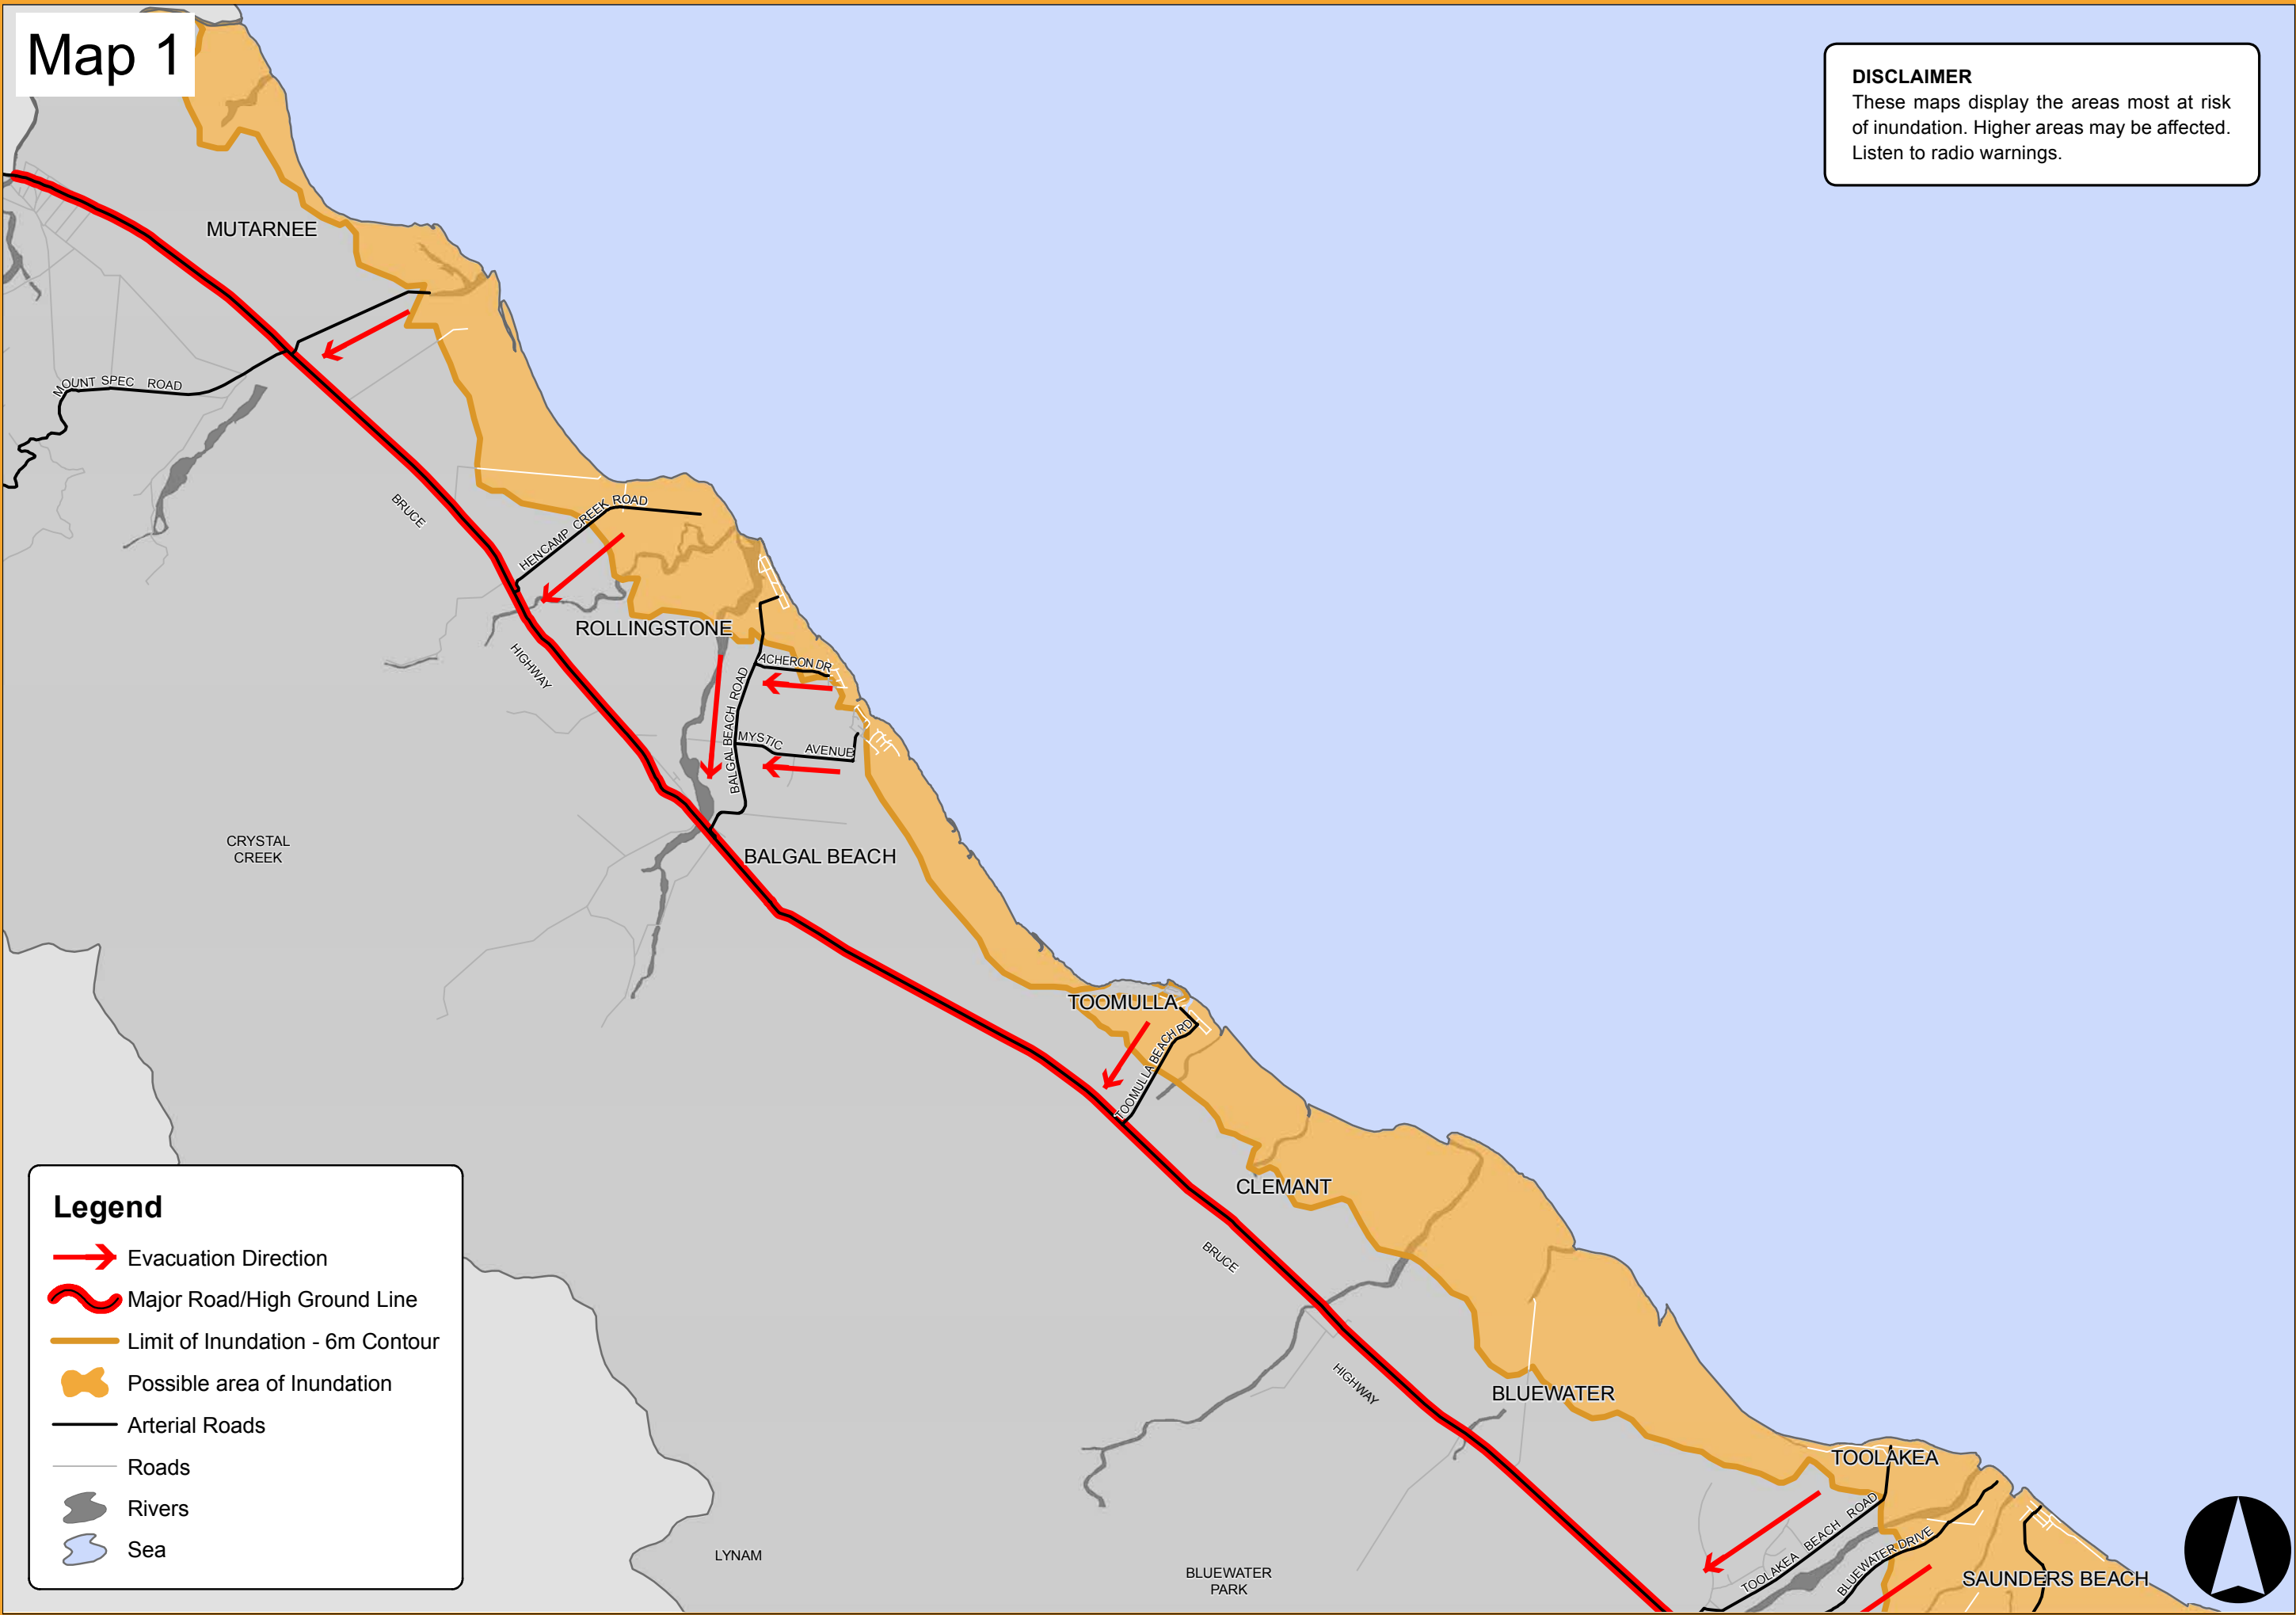 Map 1
DISCLAIMER
These maps display the areas most at risk
of inundation. Higher areas may be affected.
Listen to radio warnings.
MUTARNEE
MOUNT SPEC ROAD
BRUCE
HENCAMP CREEK ROAD
ROLLINGSTONE
HIGHWAY
ACHERON DR
BALGAL BEACH ROAD
MYSTIC AVENUE
CRYSTAL
CREEK
BALGAL BEACH
TOOMULLA
TOOMULLA BEACH RD
CLEMANT
BRUCE
HIGHWAY
BLUEWATER
TOOLAKEA
TOOLAKEA BEACH ROAD
BLUEWATER DRIVE
SAUNDERS BEACH
LYNAM
BLUEWATER
PARK
Legend
Evacuation Direction
Major Road/High Ground Line
Limit of Inundation - 6m Contour
Possible area of Inundation
Arterial Roads
Roads
Rivers
Sea